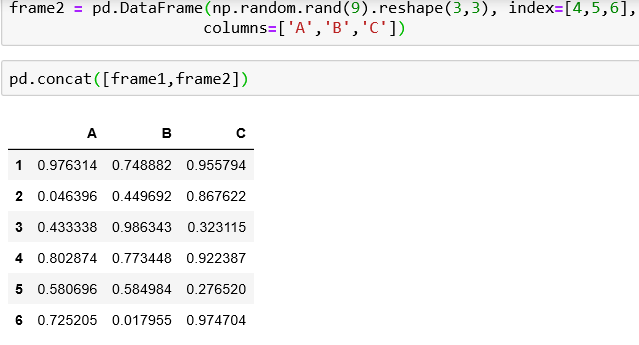 frame2 = pd.DataFrame(np.random.rand(9).reshape(3,3), index=[4,5,6],
columns=['A','B','C'])
pd.concat([frame1,frame2])
A B C
1 0.976314 0.748882 0.955794
2 0.046396 0.449692 0.867622
3 0.433338 0.986343 0.323115
4 0.802874 0.773448 0.922387
5 0.580696 0.584984 0.276520
6 0.725205 0.017955 0.974704